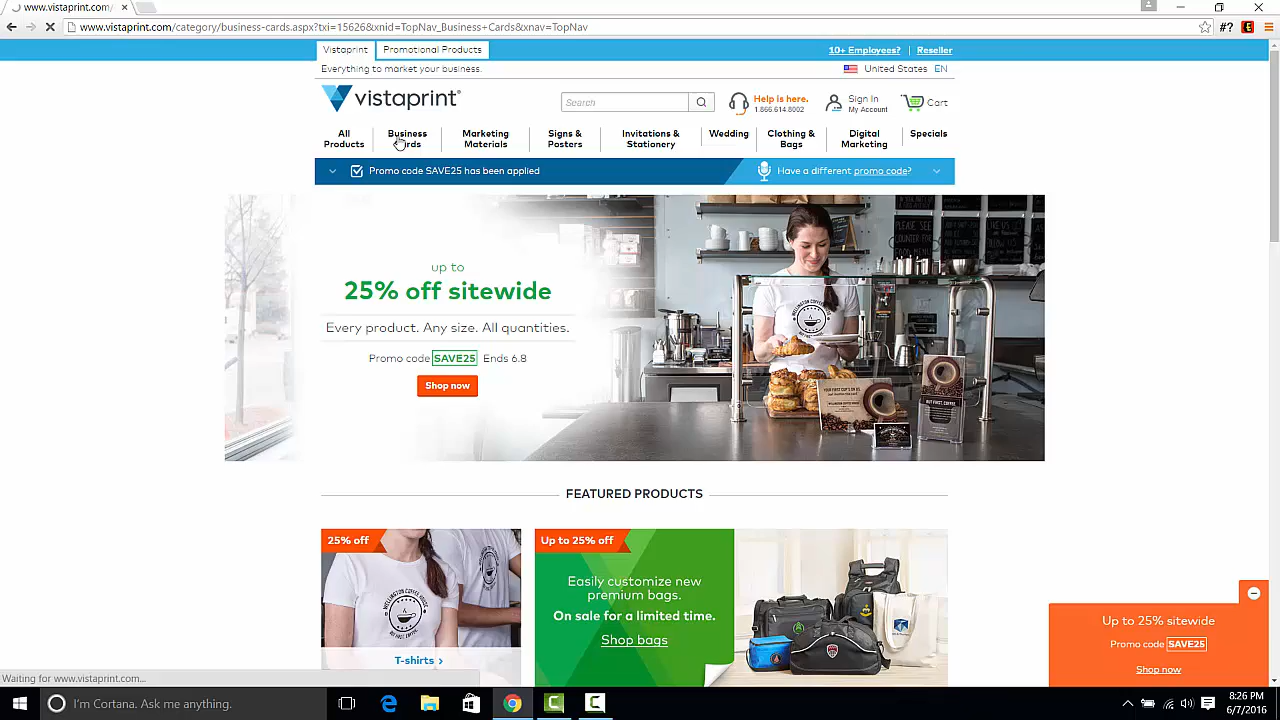 www.vistaprint.com/
www.vistaprint.com/category/business-cards.aspx?txi=15626&xnid=TopNav_Business+Cards&xnav=TopNav
#?
Vistaprint
Promotional Products
10+ Employees? | Reseller
Everything to market your business.
United States EN
vistaprint
Search
Help is here.
1.866.614.8002
Sign In
My Account
Cart
All Products
Business
rds
Marketing Materials
Signs & Posters
Invitations & Stationery
Wedding
Clothing & Bags
Digital Marketing
Specials
Promo code SAVE25 has been applied
Have a different promo code?
up to
25% off sitewide
Every product. Any size. All quantities.
Promo code SAVE25 Ends 6.8
Shop now
FEATURED PRODUCTS
25% off
T-shirts ›
Up to 25% off
Easily customize new
premium bags.
On sale for a limited time.
Shop bags
Up to 25% sitewide
Promo code SAVE25
Shop now
Waiting for www.vistaprint.com...
I'm Cortana. Ask me anything.
8:26 PM
6/7/2016